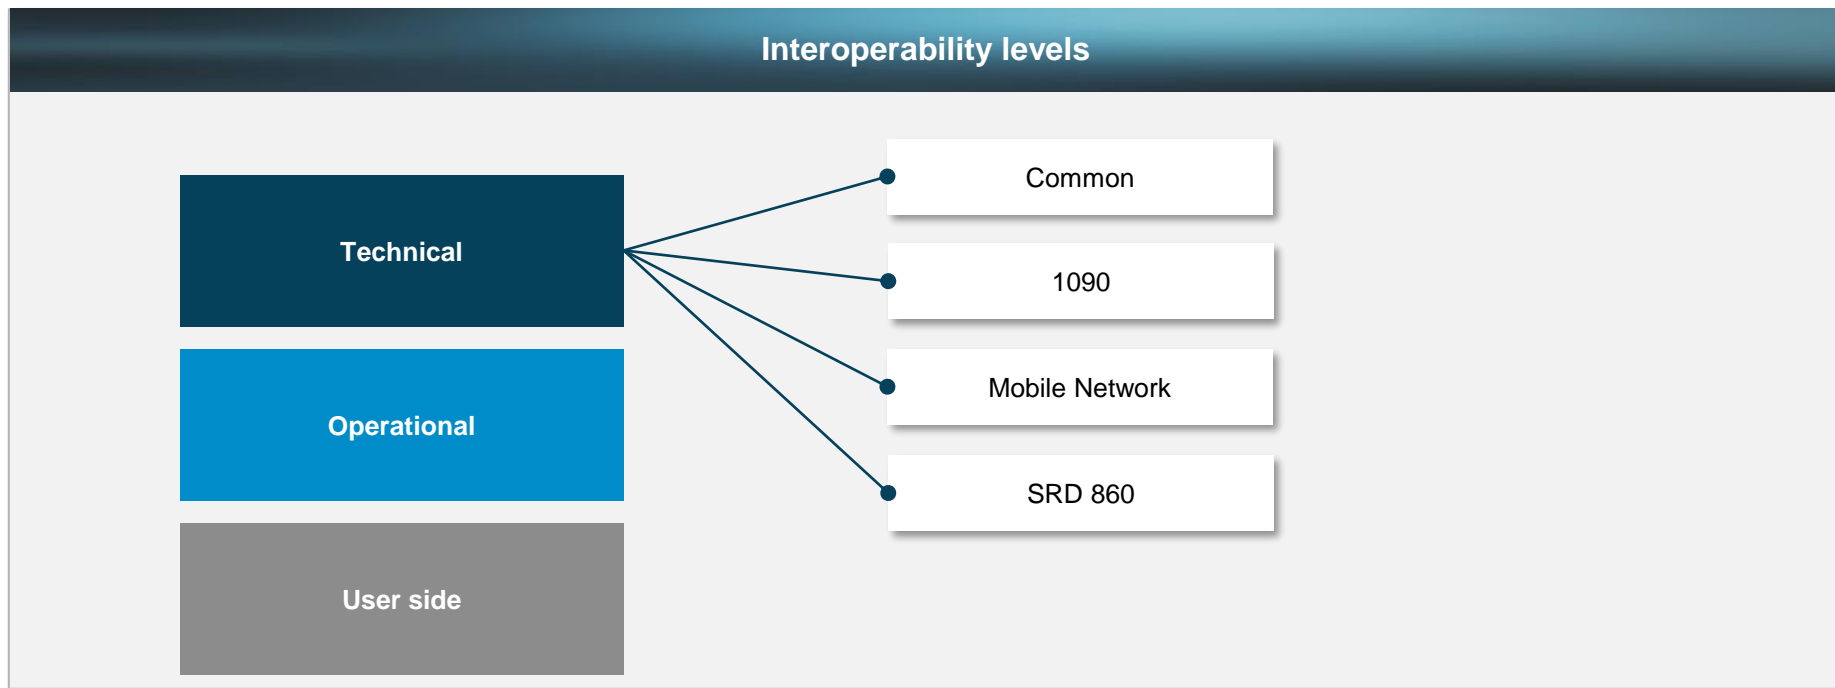 Interoperability levels
Technical
Operational
User side
Common
1090
Mobile Network
SRD 860